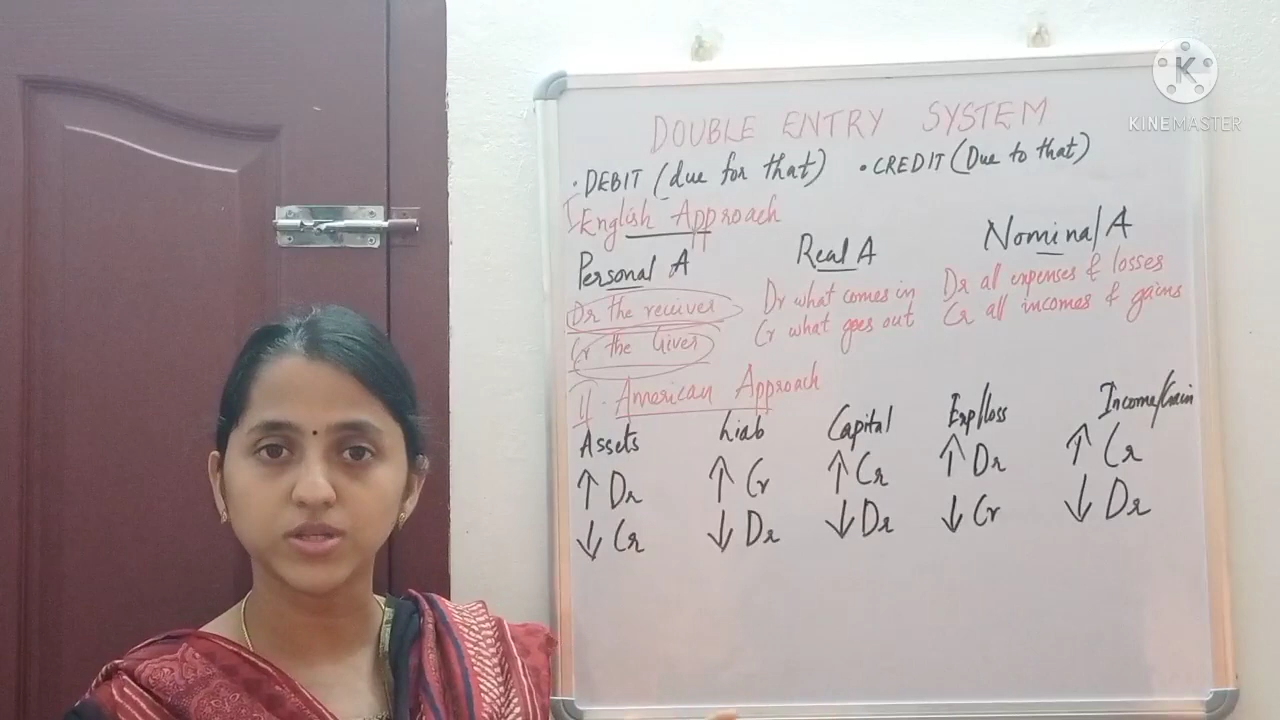 K
KINEMASTER
DOUBLE ENTRY SYSTEM
• DEBIT (due for that) • CREDIT (Due to that)
I English Approach
Personal A Real A Nominal A
Dr the receiver Dr what comes in Dr all expenses & losses
Cr the Giver Cr what goes out Cr all incomes & gains
II. American Approach
Assets Liab Capital Exp/loss Income/Gain
↑ Dr ↑ Cr ↑ Cr ↑ Dr ↑ Cr
↓ Cr ↓ Dr ↓ Dr ↓ Cr ↓ Dr